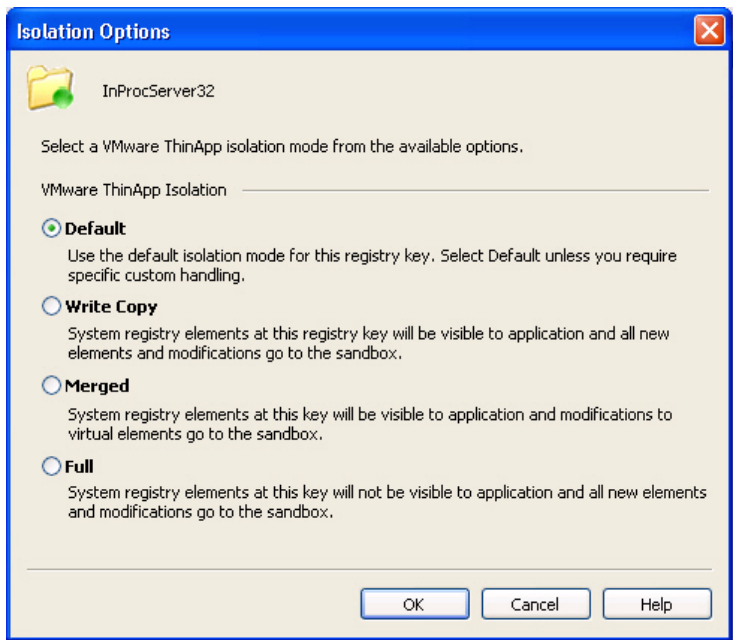 Isolation Options
InProcServer32
Select a VMware ThinApp isolation mode from the available options.
VMware ThinApp Isolation
Default
Use the default isolation mode for this registry key. Select Default unless you require
specific custom handling.
Write Copy
System registry elements at this registry key will be visible to application and all new
elements and modifications go to the sandbox.
Merged
System registry elements at this key will be visible to application and modifications to
virtual elements go to the sandbox.
Full
System registry elements at this key will not be visible to application and all new elements
and modifications go to the sandbox.
OK Cancel Help